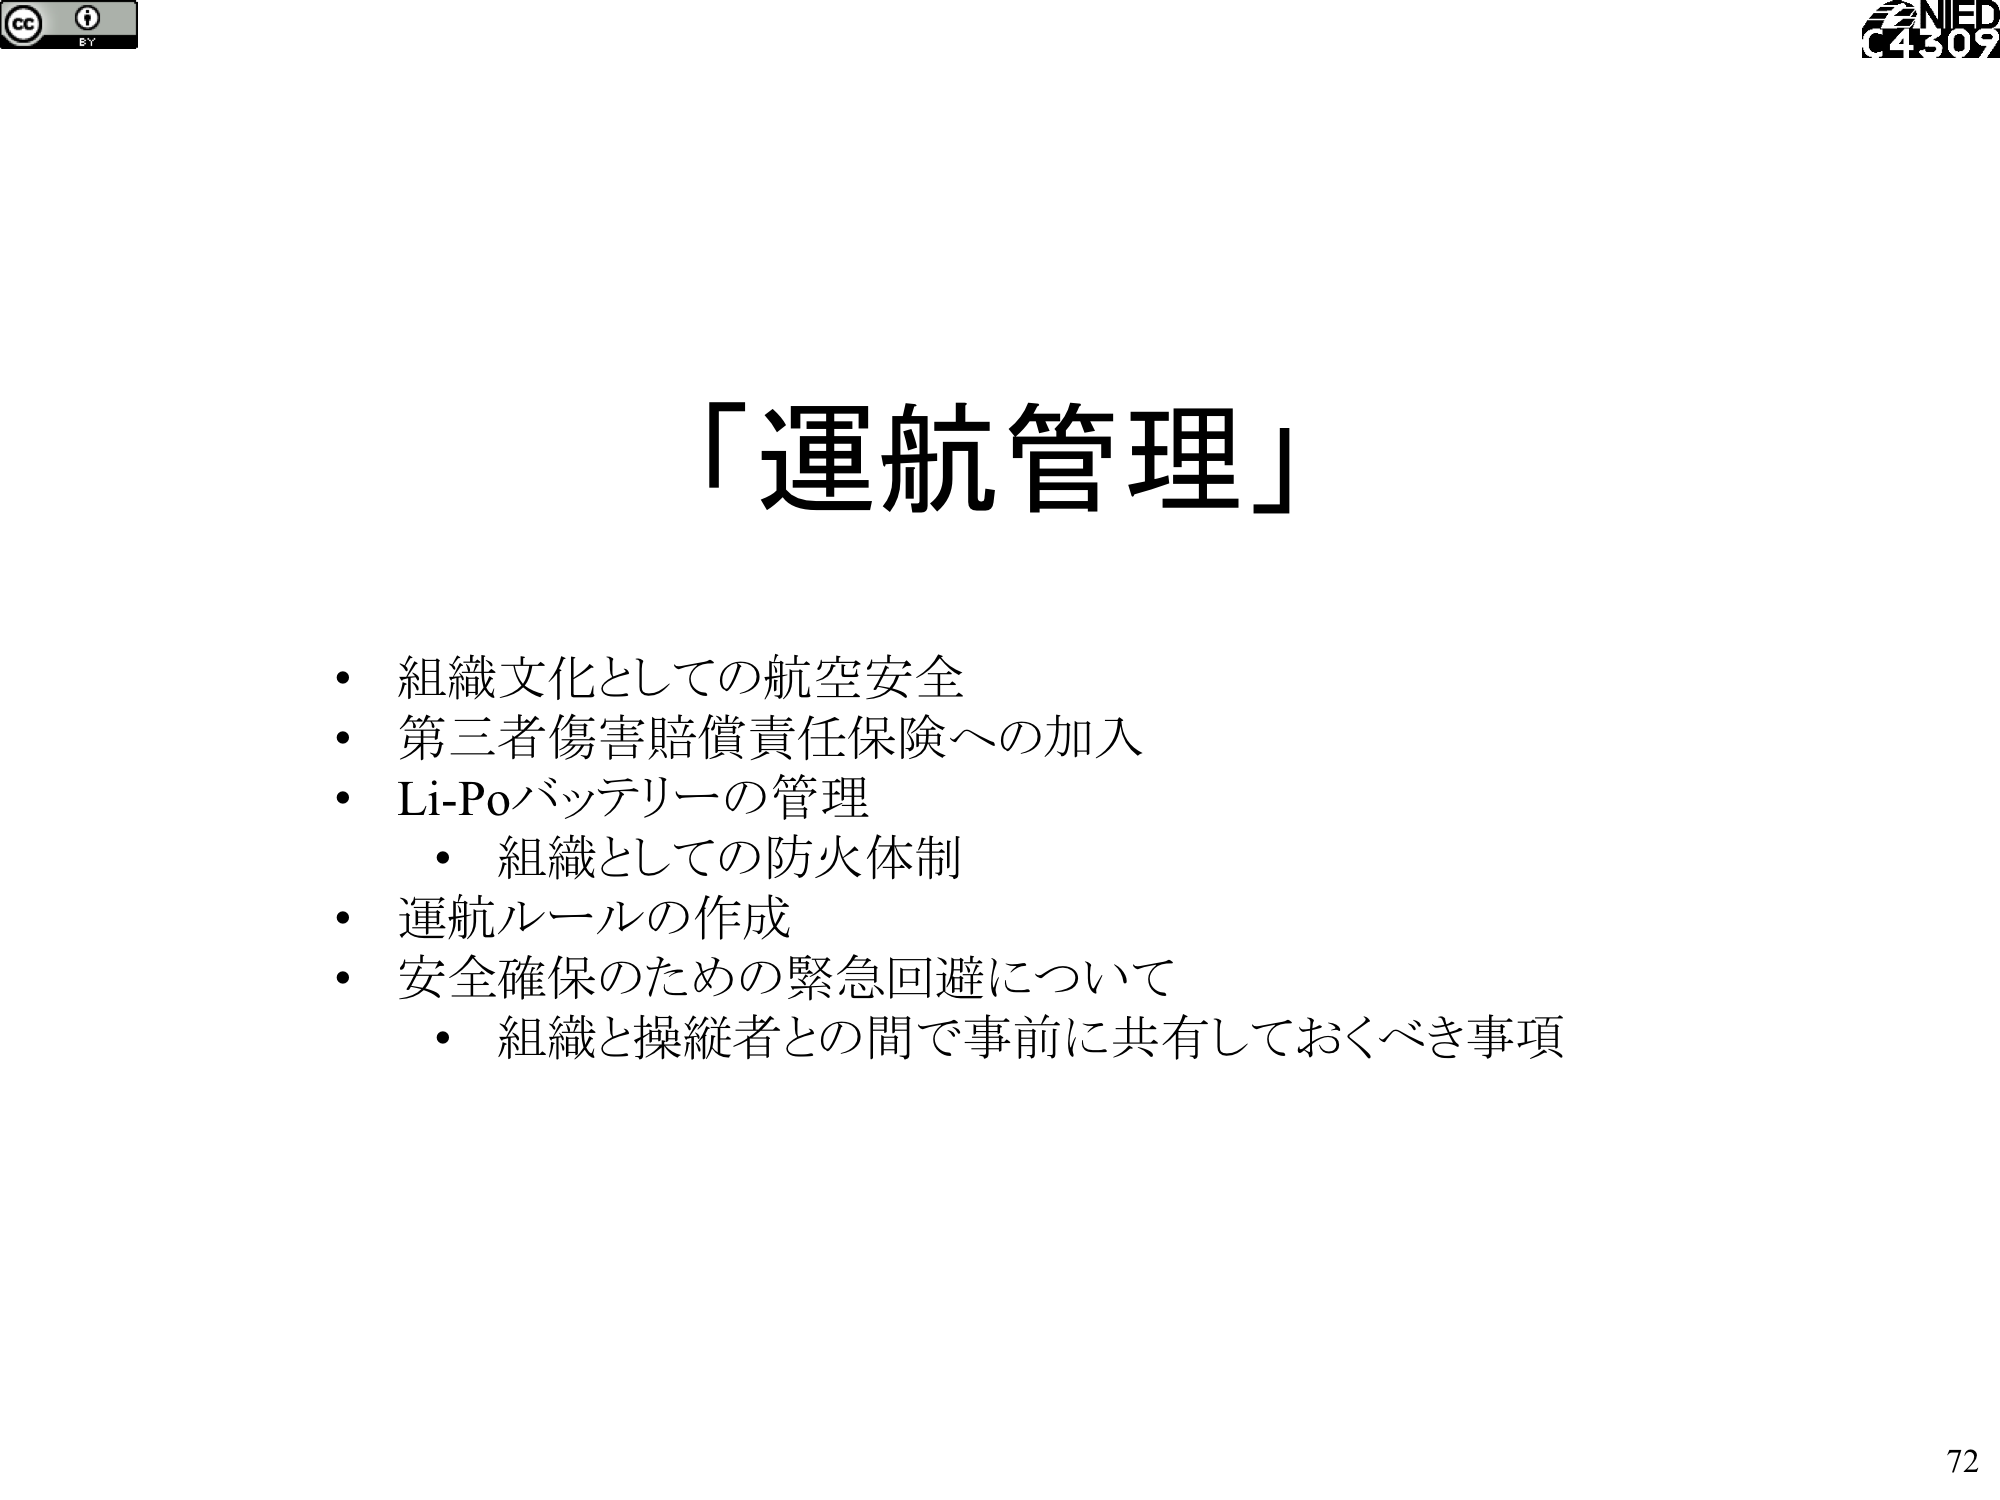 cc BY
NIED
C4309
「運航管理」
• 組織文化としての航空安全
• 第三者傷害賠償責任保険への加入
• Li-Poバッテリーの管理
• 組織としての防火体制
• 運航ルールの作成
• 安全確保のための緊急回避について
• 組織と操縦者との間で事前に共有しておくべき事項
72